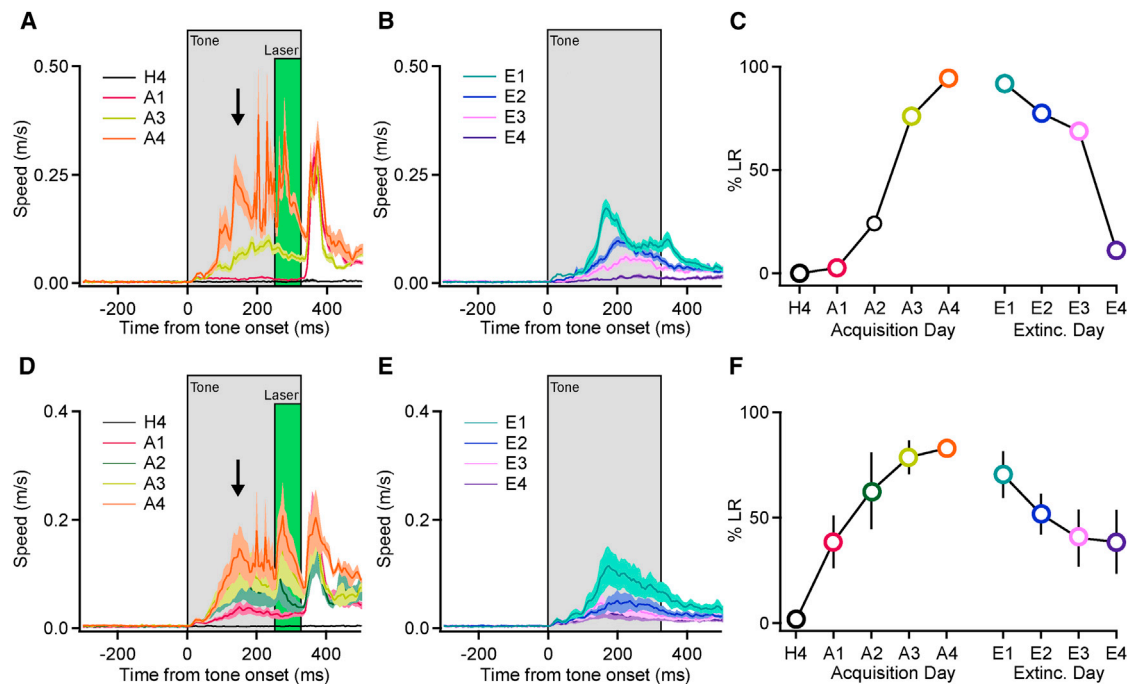 A
Tone
Laser
0.50
0.25
0.00
Speed (m/s)
H4
A1
A3
A4
-200 0 200 400
Time from tone onset (ms)
B
Tone
0.50
0.25
0.00
Speed (m/s)
E1
E2
E3
E4
-200 0 200 400
Time from tone onset (ms)
C
100
50
0
% LR
H4 A1 A2 A3 A4 E1 E2 E3 E4
Acquisition Day Extinc. Day
D
Tone
Laser
0.4
0.2
0.0
Speed (m/s)
H4
A1
A2
A3
A4
-200 0 200 400
Time from tone onset (ms)
E
Tone
0.4
0.2
0.0
Speed (m/s)
E1
E2
E3
E4
-200 0 200 400
Time from tone onset (ms)
F
100
50
0
% LR
H4 A1 A2 A3 A4 E1 E2 E3 E4
Acquisition Day Extinc. Day